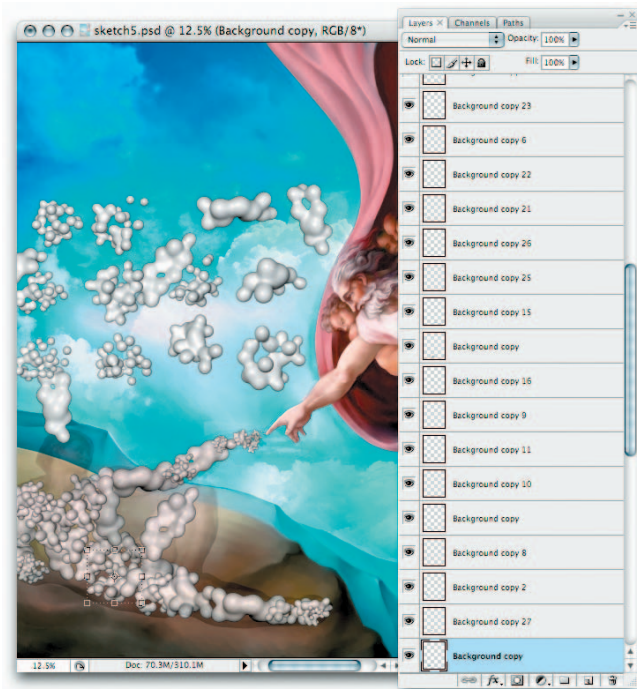 sketch5.psd @ 12.5% (Background copy, RGB/8*)
Layers × Channels Paths
Normal Opacity: 100%
Lock: Fill: 100%
Background copy 23
Background copy 6
Background copy 22
Background copy 21
Background copy 26
Background copy 25
Background copy 15
Background copy
Background copy 16
Background copy 9
Background copy 11
Background copy 10
Background copy
Background copy 8
Background copy 2
Background copy 27
Background copy
12.5% Doc: 70.3M/310.1M